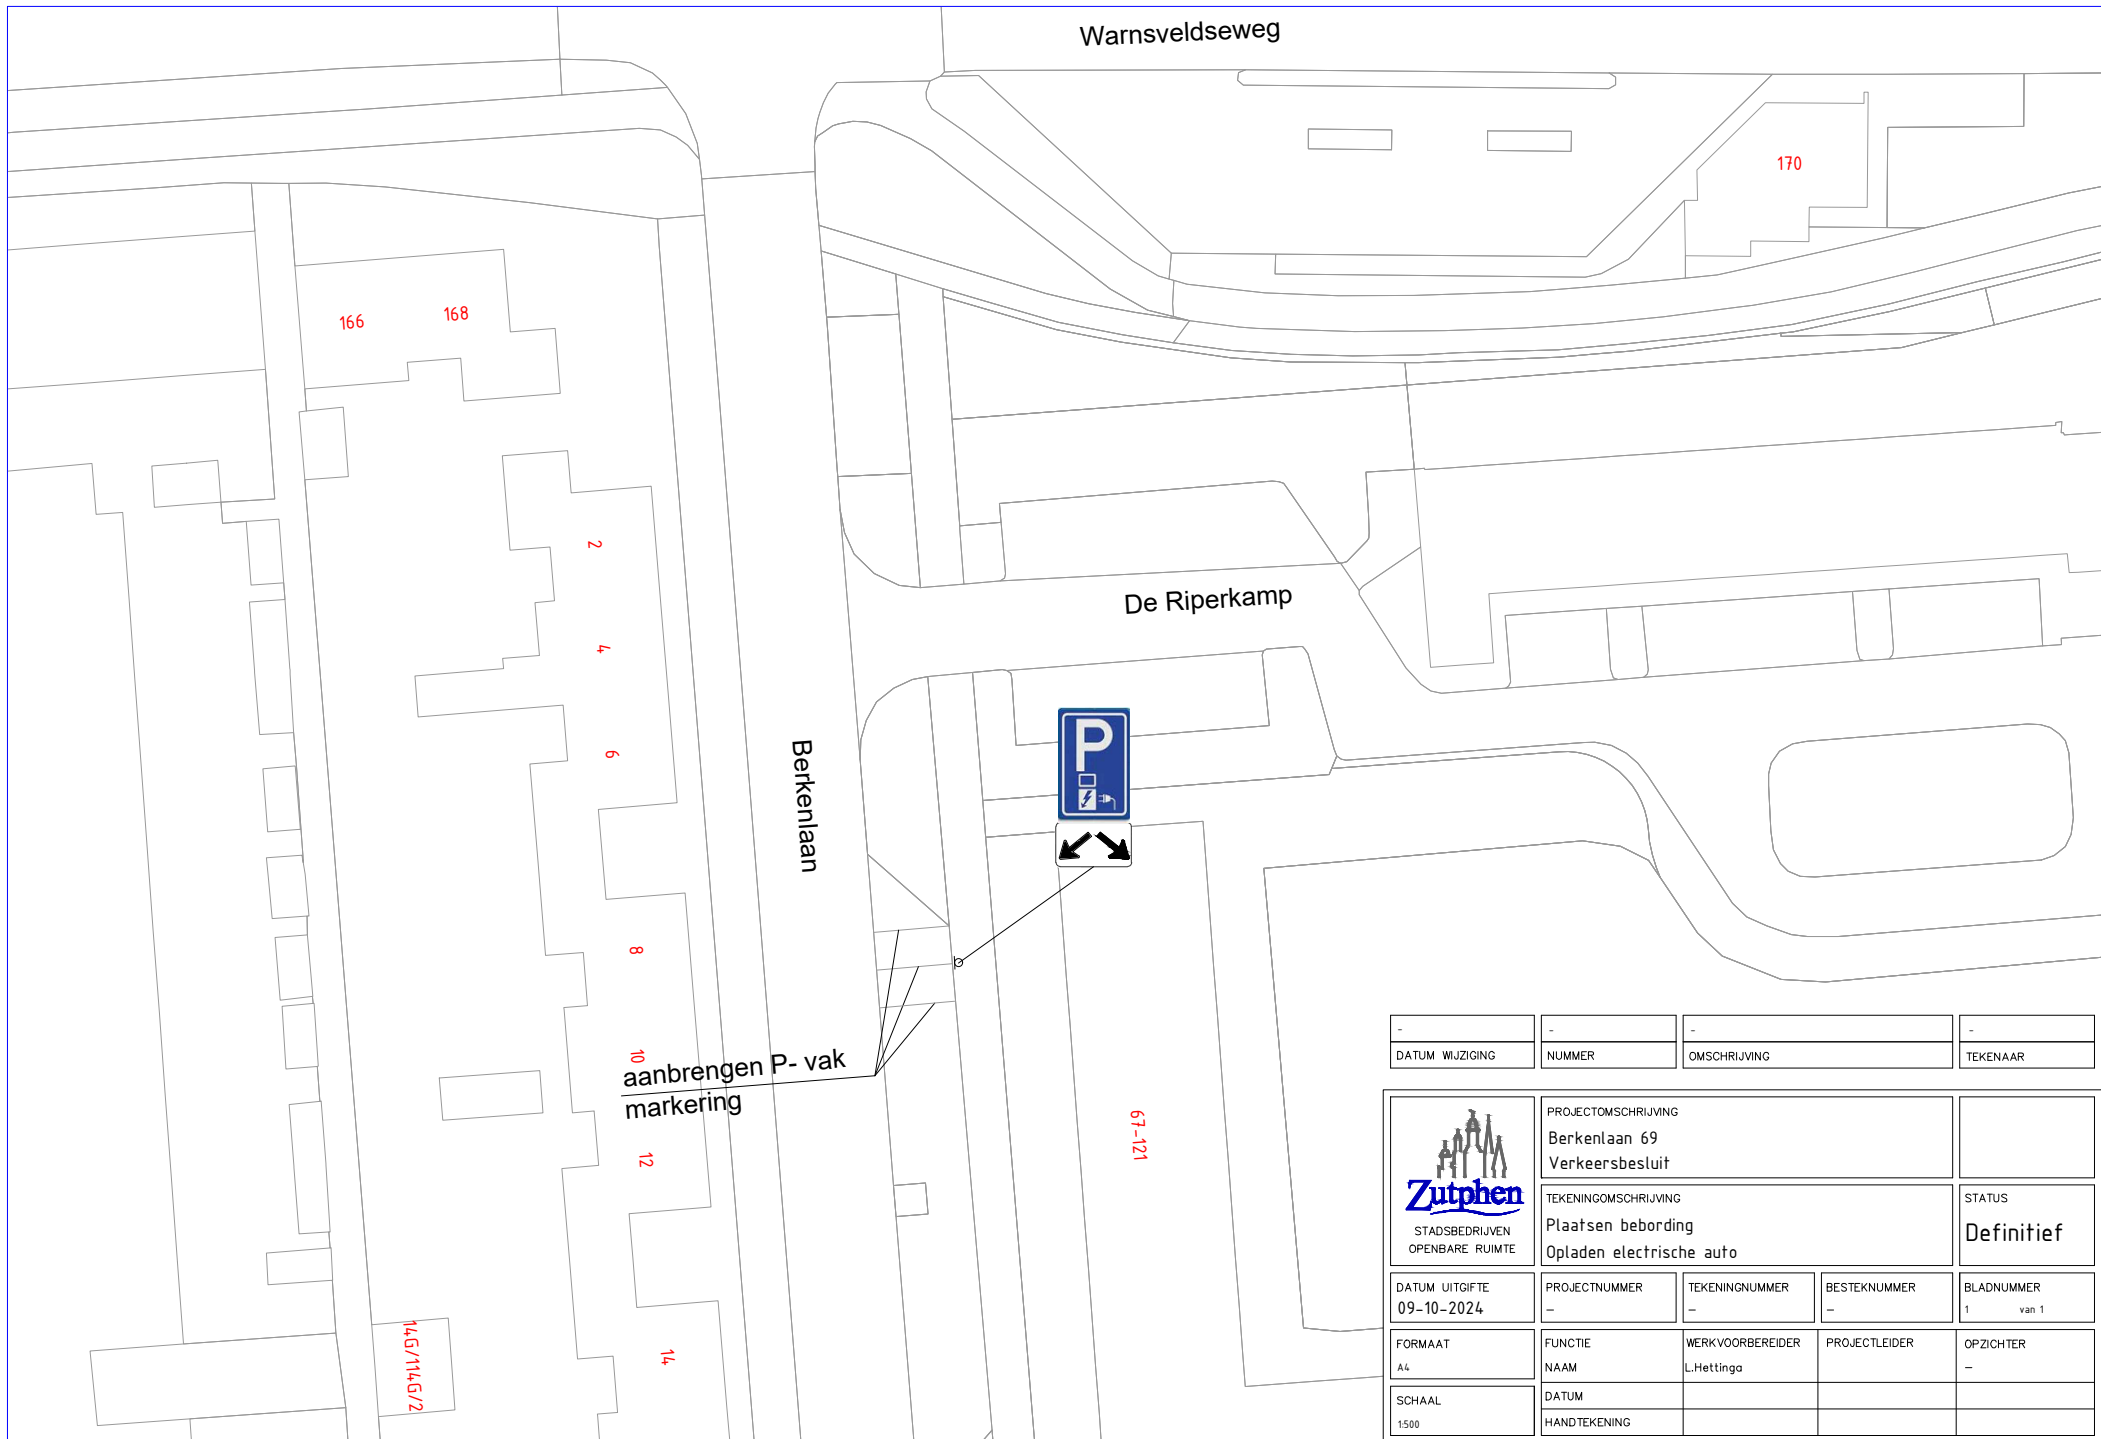 Warnsveldseweg
170
166
168
2
4
De Riperkamp
6
P
Berkenlaan
8
10
aanbrengen P- vak
markering
12
67-121
14
14G/114G/2
-
-
-
-
DATUM WIJZIGING
NUMMER
OMSCHRIJVING
TEKENAAR
Zutphen
STADSBEDRIJVEN
OPENBARE RUIMTE
PROJECTOMSCHRIJVING
Berkenlaan 69
Verkeersbesluit
TEKENINGOMSCHRIJVING
Plaatsen bebording
Opladen electrische auto
STATUS
Definitief
DATUM UITGIFTE
09-10-2024
PROJECTNUMMER
-
TEKENINGNUMMER
-
BESTEKNUMMER
-
BLADNUMMER
1 van 1
FORMAAT
A4
FUNCTIE
WERKVOORBEREIDER
PROJECTLEIDER
OPZICHTER
NAAM
L.Hettinga
-
SCHAAL
1:500
DATUM
HANDTEKENING